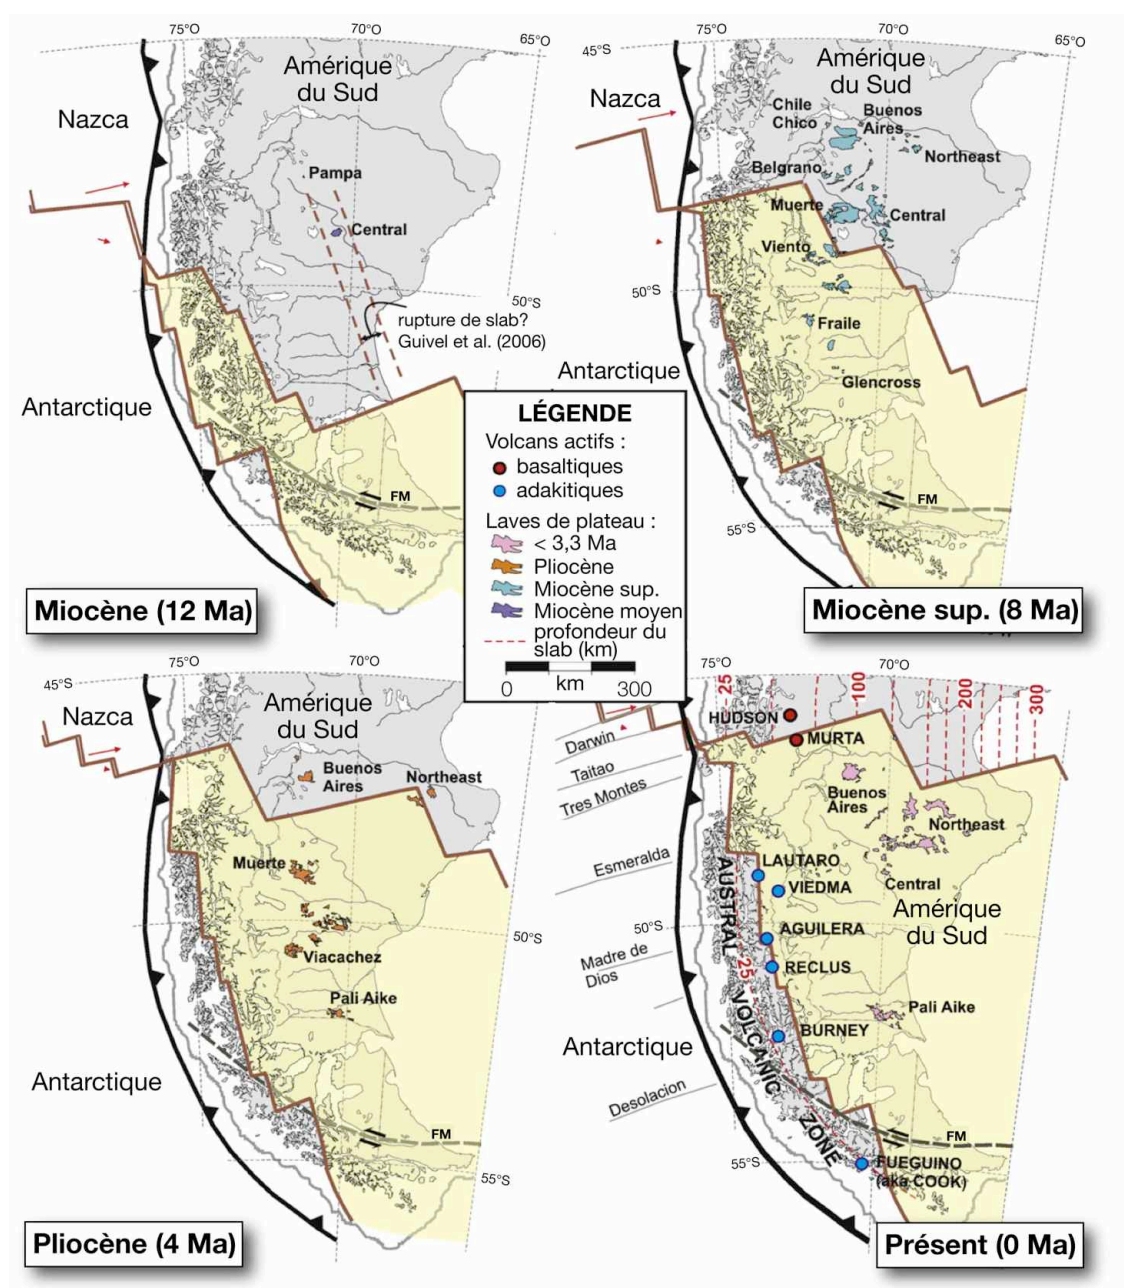 75°O
70°O
65°O
Amérique
du Sud
Nazca
Pampa
Central
50°S
rupture de slab?
Guivel et al. (2006)
Antarctique
FM
Miocène (12 Ma)
45°S
70°O
65°O
Amérique
du Sud
Nazca
Chile
Chico
Buenos
Aires
Northeast
Belgrano
Muerte
Central
Viento
50°S
Fraile
Antarctique
Glencross
FM
55°S
Miocène sup. (8 Ma)
LÉGENDE
Volcans actifs :
basaltiques
adakitiques
Laves de plateau :
< 3,3 Ma
Pliocène
Miocène sup.
Miocène moyen
profondeur du
slab (km)
0 km 300
75°O
70°O
45°S
Nazca
Amérique
du Sud
Buenos
Aires
Northeast
Muerte
50°S
Viacachez
Pali Aike
Antarctique
FM
55°S
Pliocène (4 Ma)
75°O
70°O
25
100
200
300
HUDSON
MURTA
Darwin
Taitao
Tres Montes
Buenos
Aires
Northeast
Esmeralda
LAUTARO
VIEDMA
Central
Amérique
du Sud
50°S
AGUILERA
Madre de
Dios
25
RECLUS
Pali Aike
BURNEY
Antarctique
AUSTRAL VOLCANIC ZONE
Desolacion
FM
55°S
FUEGUINO
(aka COOK)
Présent (0 Ma)